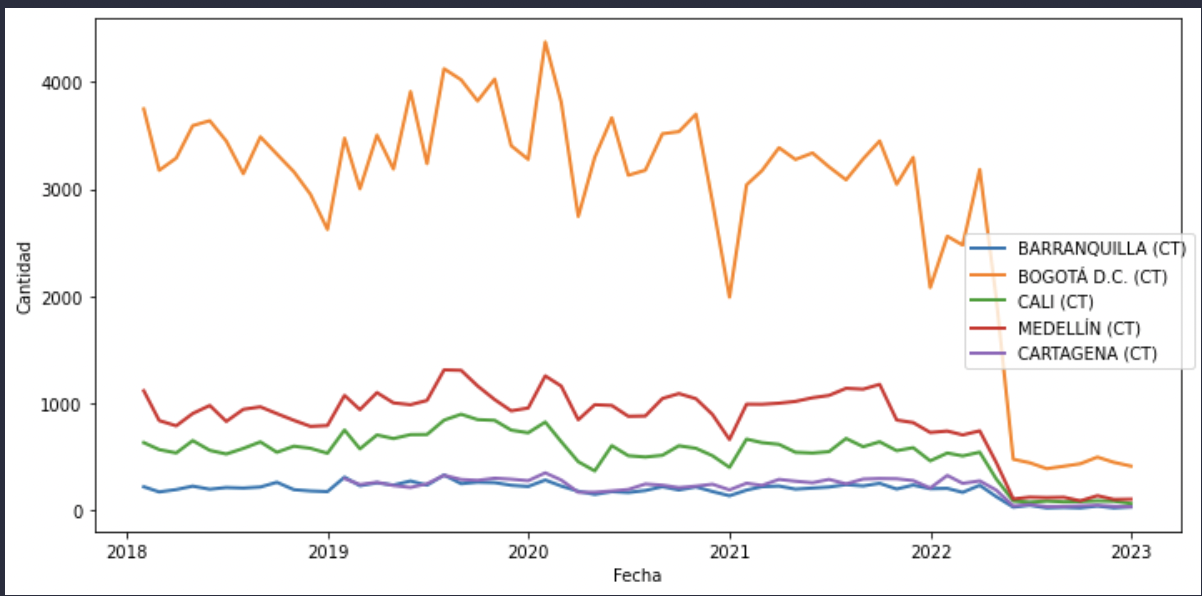 4000
3000
2000
1000
0
Cantidad
2018
2019
2020
2021
2022
2023
Fecha
BARRANQUILLA (CT)
BOGOTÁ D.C. (CT)
CALI (CT)
MEDELLÍN (CT)
CARTAGENA (CT)